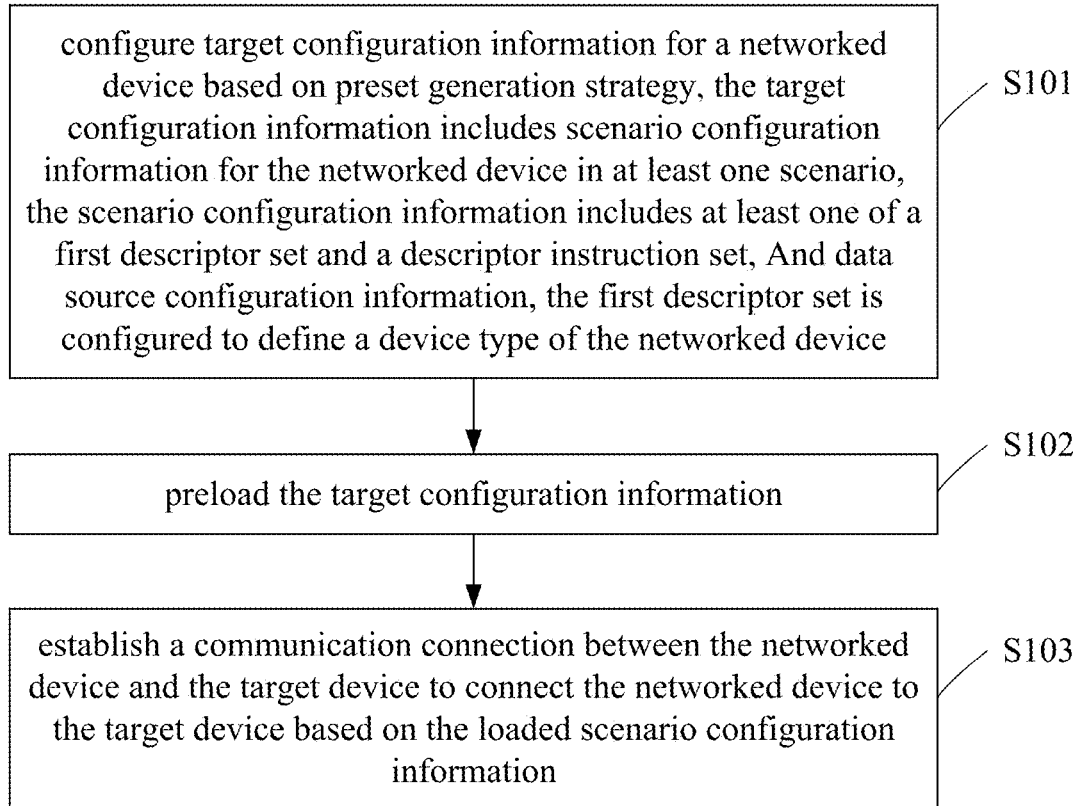 configure target configuration information for a networked
device based on preset generation strategy, the target
configuration information includes scenario configuration
information for the networked device in at least one scenario,
the scenario configuration information includes at least one of a
first descriptor set and a descriptor instruction set, And data
source configuration information, the first descriptor set is
configured to define a device type of the networked device
S101
preload the target configuration information
S102
establish a communication connection between the networked
device and the target device to connect the networked device to
the target device based on the loaded scenario configuration
information
S103